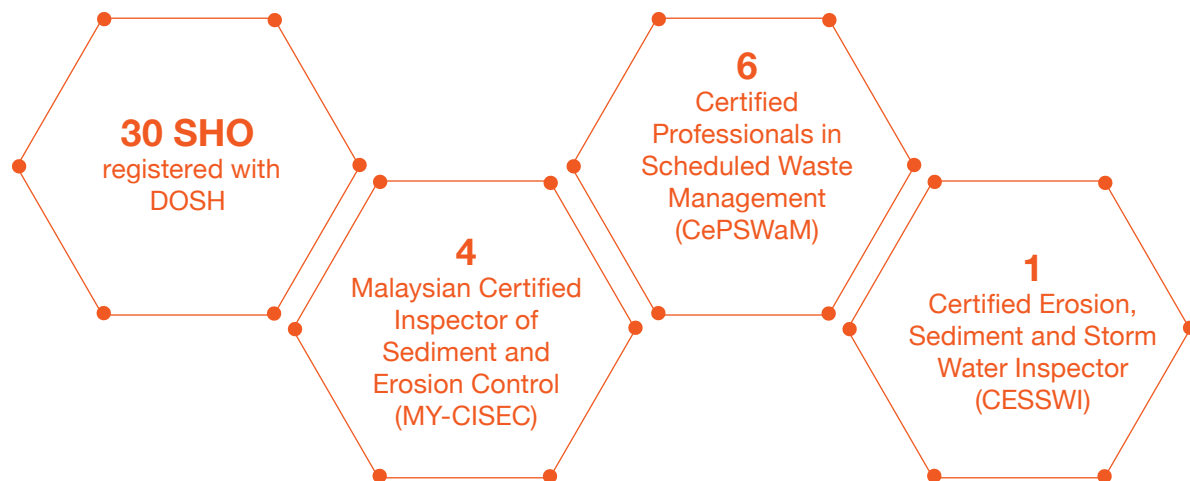 30 SHO
registered with
DOSH
4
Malaysian Certified
Inspector of
Sediment and
Erosion Control
(MY-CISEC)
6
Certified
Professionals in
Scheduled Waste
Management
(CePSWaM)
1
Certified Erosion,
Sediment and Storm
Water Inspector
(CESSWI)